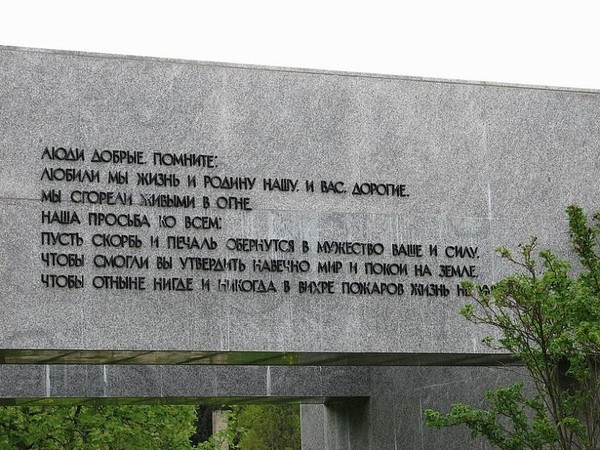 ЛЮДИ ДОБРЫЕ, ПОМНИТЕ:
ЛЮБИЛИ МЫ ЖИЗНЬ И РОДИНУ НАШУ, И ВАС, ДОРОГИЕ.
МЫ СГОРЕЛИ ЖИВЫМИ В ОГНЕ.
НАША ПРОСЬБА КО ВСЕМ:
ПУСТЬ СКОРБЬ И ПЕЧАЛЬ ОБЕРНУТСЯ В МУЖЕСТВО ВАШЕ И СИЛУ,
ЧТОБЫ СМОГЛИ ВЫ УТВЕРДИТЬ НАВЕЧНО МИР И ПОКОЙ НА ЗЕМЛЕ.
ЧТОБЫ ОТНЫНЕ НИГДЕ И НИКОГДА В ВИХРЕ ПОЖАРОВ ЖИЗНЬ НЕ